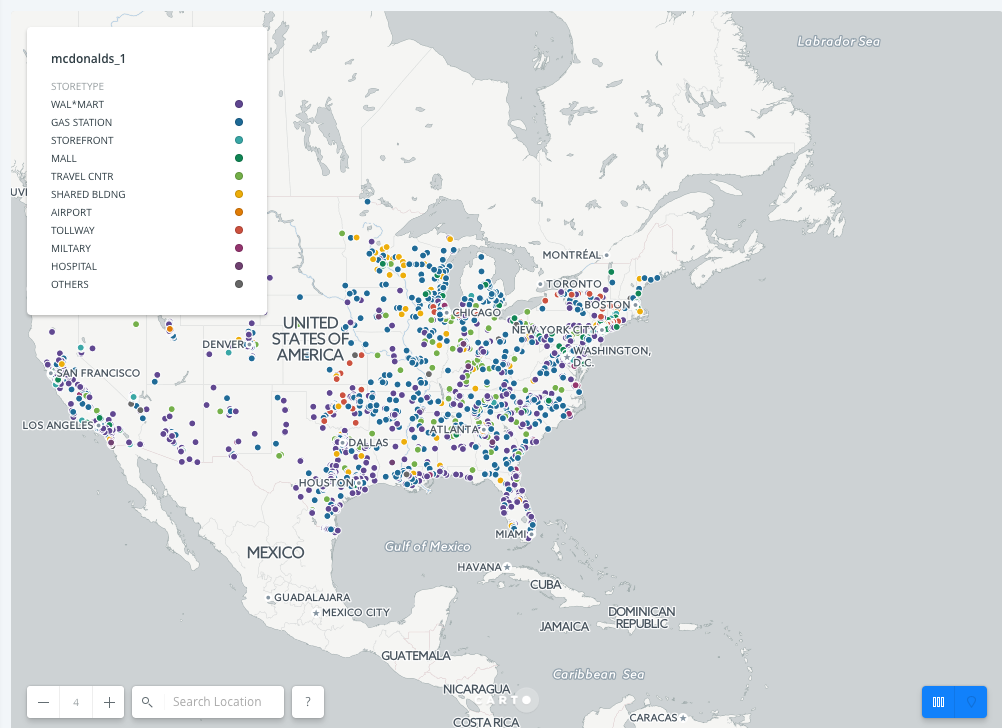 Labrador Sea
mcdonalds_1
STORETYPE
WAL*MART
GAS STATION
STOREFRONT
MALL
TRAVEL CNTR
SHARED BLDNG
AIRPORT
TOLLWAY
MILTARY
HOSPITAL
OTHERS
UV
MONTRÉAL
TORONTO
BOSTON
CHICAGO
NEW YORK CITY
UNITED
STATES OF
AMERICA
DENVER
WASHINGTON,
D.C.
SAN FRANCISCO
LOS ANGELES
ATLANTA
DALLAS
HOUSTON
MIAMI
MEXICO
Gulf of Mexico
HAVANA
CUBA
GUADALAJARA
MEXICO CITY
DOMINICAN
REPUBLIC
JAMAICA
GUATEMALA
Caribbean Sea
NICARAGUA
CARTO
COSTA RICA
CARACAS
4
Search Location
?